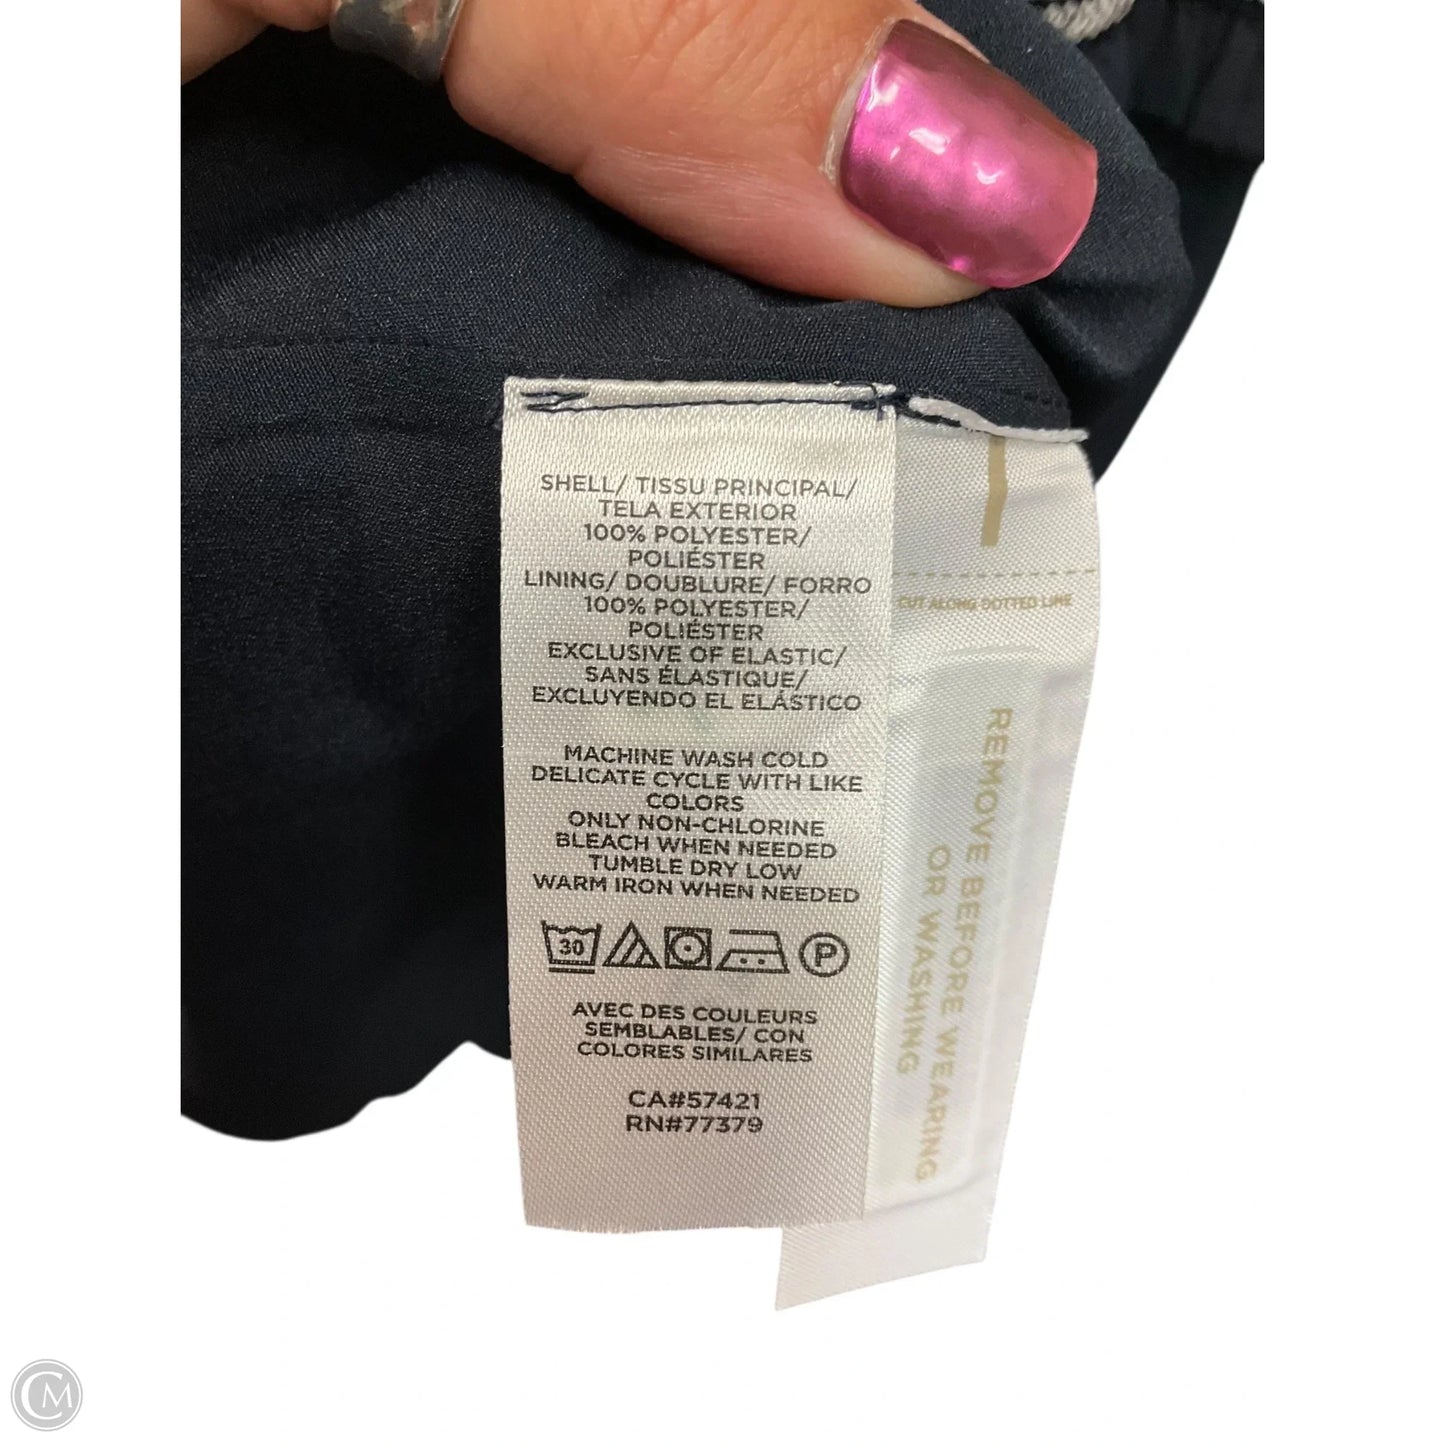 SHELL/ TISSU PRINCIPAL/
TELA EXTERIOR
100% POLYESTER/
POLIÉSTER
LINING/ DOUBLURE/ FORRO
100% POLYESTER/
POLIÉSTER
EXCLUSIVE OF ELASTIC/
SANS ÉLASTIQUE/
EXCLUYENDO EL ELÁSTICO
MACHINE WASH COLD
DELICATE CYCLE WITH LIKE
COLORS
ONLY NON-CHLORINE
BLEACH WHEN NEEDED
TUMBLE DRY LOW
WARM IRON WHEN NEEDED
30
P
AVEC DES COULEURS
SEMBLABLES/ CON
COLORES SIMILARES
CA#57421
RN#77379
CUT ALONG DOTTED LINE
REMOVE BEFORE WEARING
OR WASHING
CM